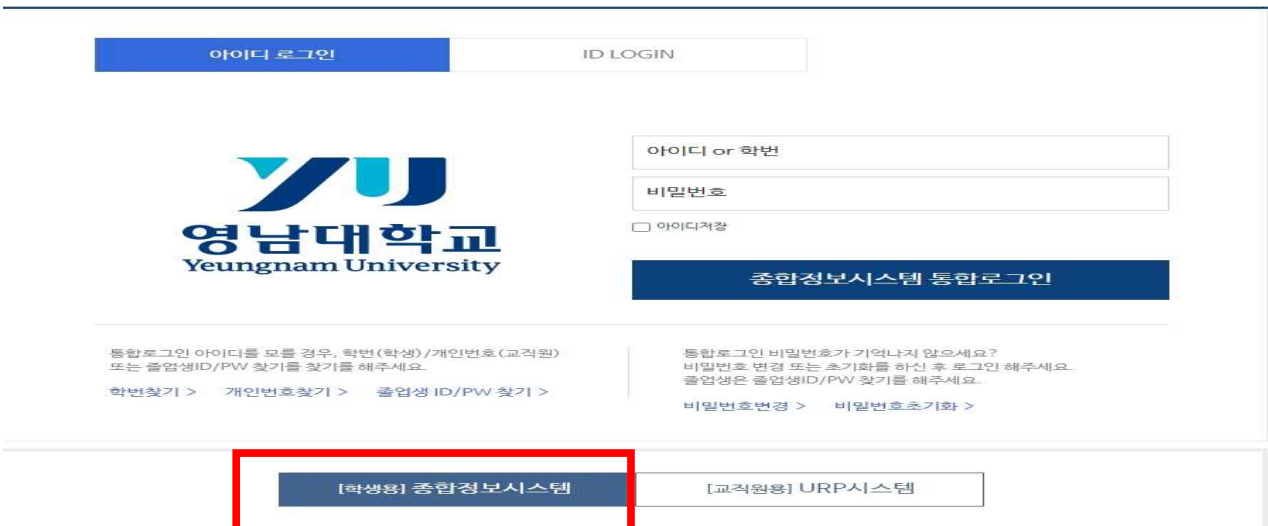 아이디 로그인
ID LOGIN
YU
영남대학교
Yeungnam University
아이디 or 학번
비밀번호
아이디저장
종합정보시스템 통합로그인
통합로그인 아이디를 모를 경우, 학번(학생)/개인번호(교직원)
또는 졸업생ID/PW 찾기를 찾기를 해주세요.
학번찾기 > 개인번호찾기 > 졸업생 ID/PW 찾기 >
통합로그인 비밀번호가 기억나지 않으세요?
비밀번호 변경 또는 초기화를 하신 후 로그인 해주세요.
졸업생은 졸업생ID/PW 찾기를 해주세요.
비밀번호변경 > 비밀번호초기화 >
[학생용] 종합정보시스템
[교직원용] URP시스템